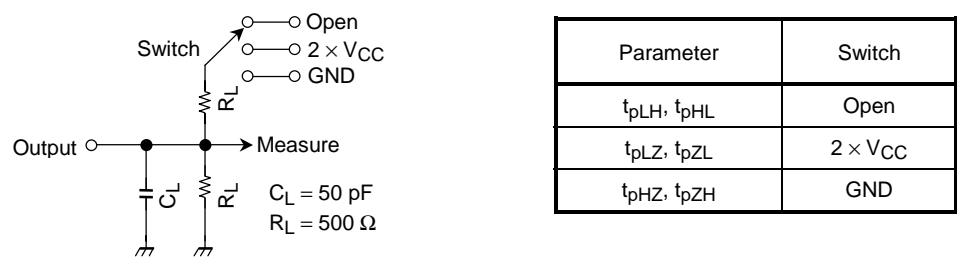 Open
Switch
2 × VCC
GND
RL
Output
Measure
CL
RL
CL = 50 pF
RL = 500 Ω
Parameter Switch
tpLH, tpHL Open
tpLZ, tpZL 2 × VCC
tpHZ, tpZH GND